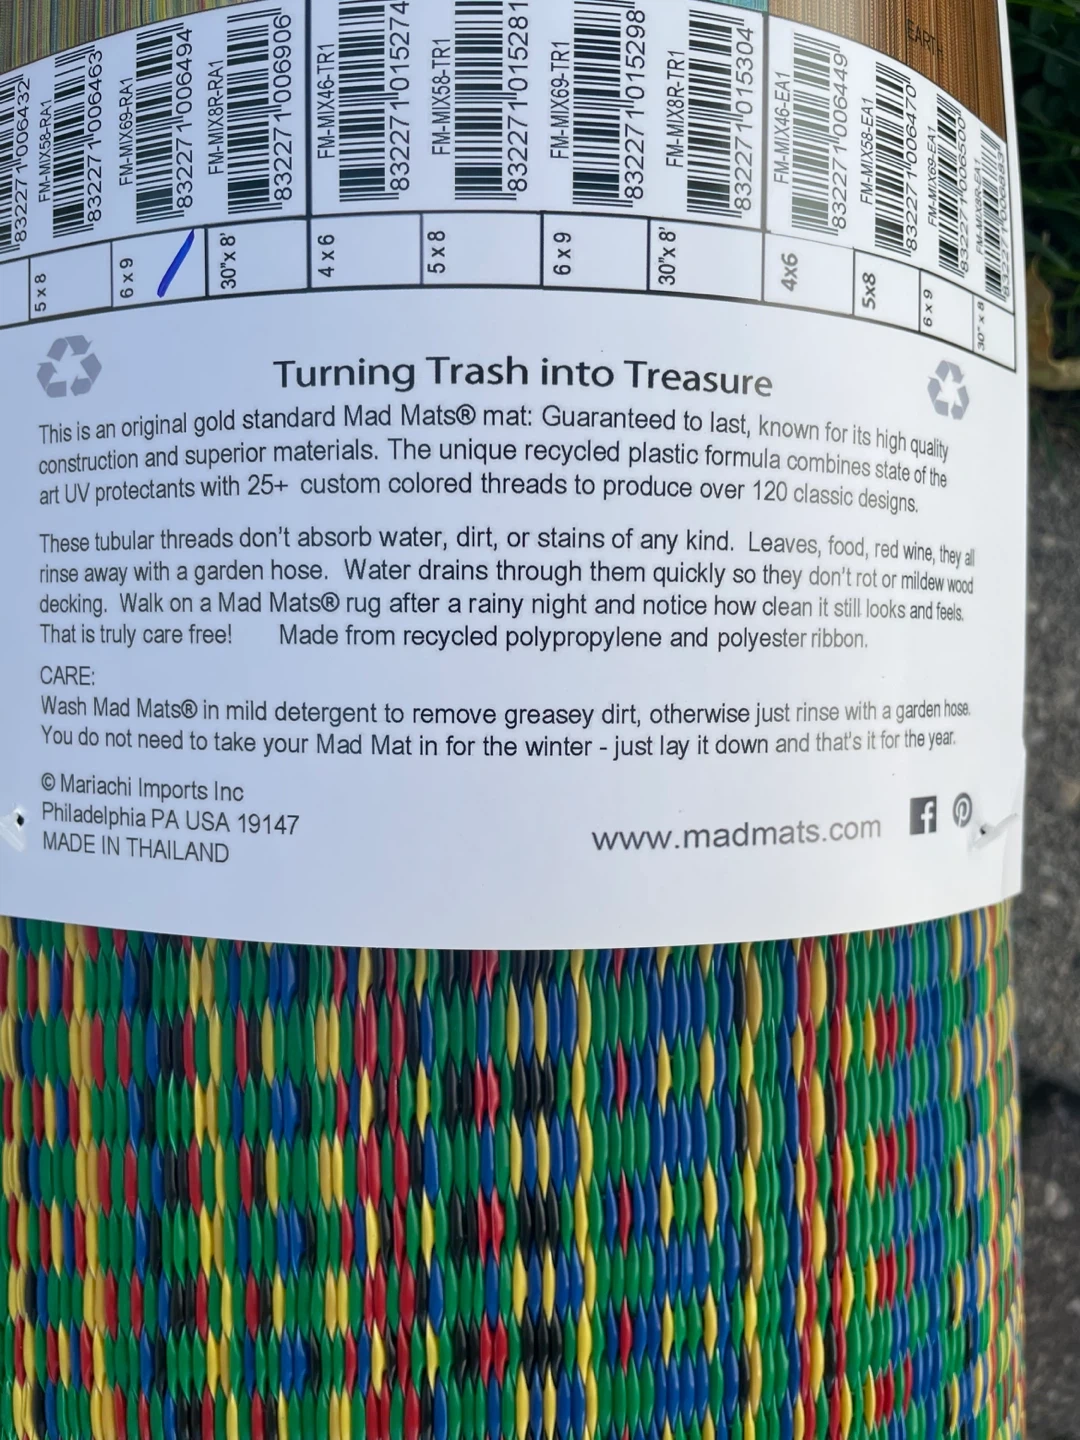 EARTH
832271006432
FM-MIX58-RA1
832271006463
FM-MIX69-RA1
832271006494
FM-MIX8R-RA1
832271006906
FM-MIX46-TR1
832271015274
FM-MIX58-TR1
832271015281
FM-MIX69-TR1
832271015298
FM-MIX8R-TR1
832271015304
FM-MIX46-EA1
832271006449
FM-MIX58-EA1
832271006470
FM-MIX69-EA1
832271006500
FM-MIX8R-EA1
5 x 8
6 x 9
30"x 8'
4 x 6
5 x 8
6 x 9
30"x 8'
4x6
5x8
6 x 9
30" x 8
Turning Trash into Treasure
This is an original gold standard Mad Mats® mat: Guaranteed to last, known for its high quality
construction and superior materials. The unique recycled plastic formula combines state of the
art UV protectants with 25+ custom colored threads to produce over 120 classic designs.
These tubular threads don't absorb water, dirt, or stains of any kind. Leaves, food, red wine, they all
rinse away with a garden hose. Water drains through them quickly so they don't rot or mildew wood
decking. Walk on a Mad Mats® rug after a rainy night and notice how clean it still looks and feels.
That is truly care free! Made from recycled polypropylene and polyester ribbon.
CARE:
Wash Mad Mats® in mild detergent to remove greasey dirt, otherwise just rinse with a garden hose.
You do not need to take your Mad Mat in for the winter - just lay it down and that's it for the year.
© Mariachi Imports Inc
Philadelphia PA USA 19147
MADE IN THAILAND
www.madmats.com